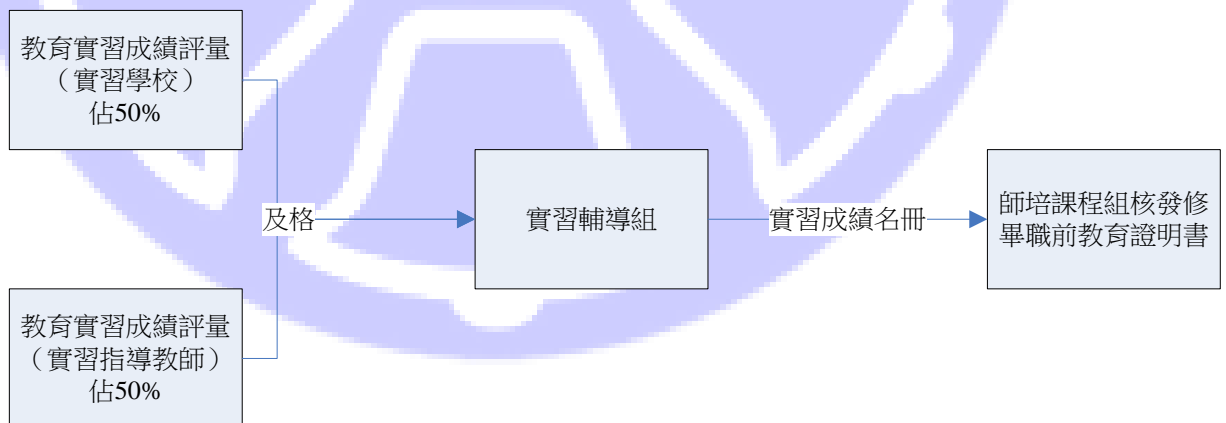 教育實習成績評量
（實習學校）
佔50%
教育實習成績評量
（實習指導教師）
佔50%
及格
實習輔導組
實習成績名冊
師培課程組核發修
畢職前教育證明書